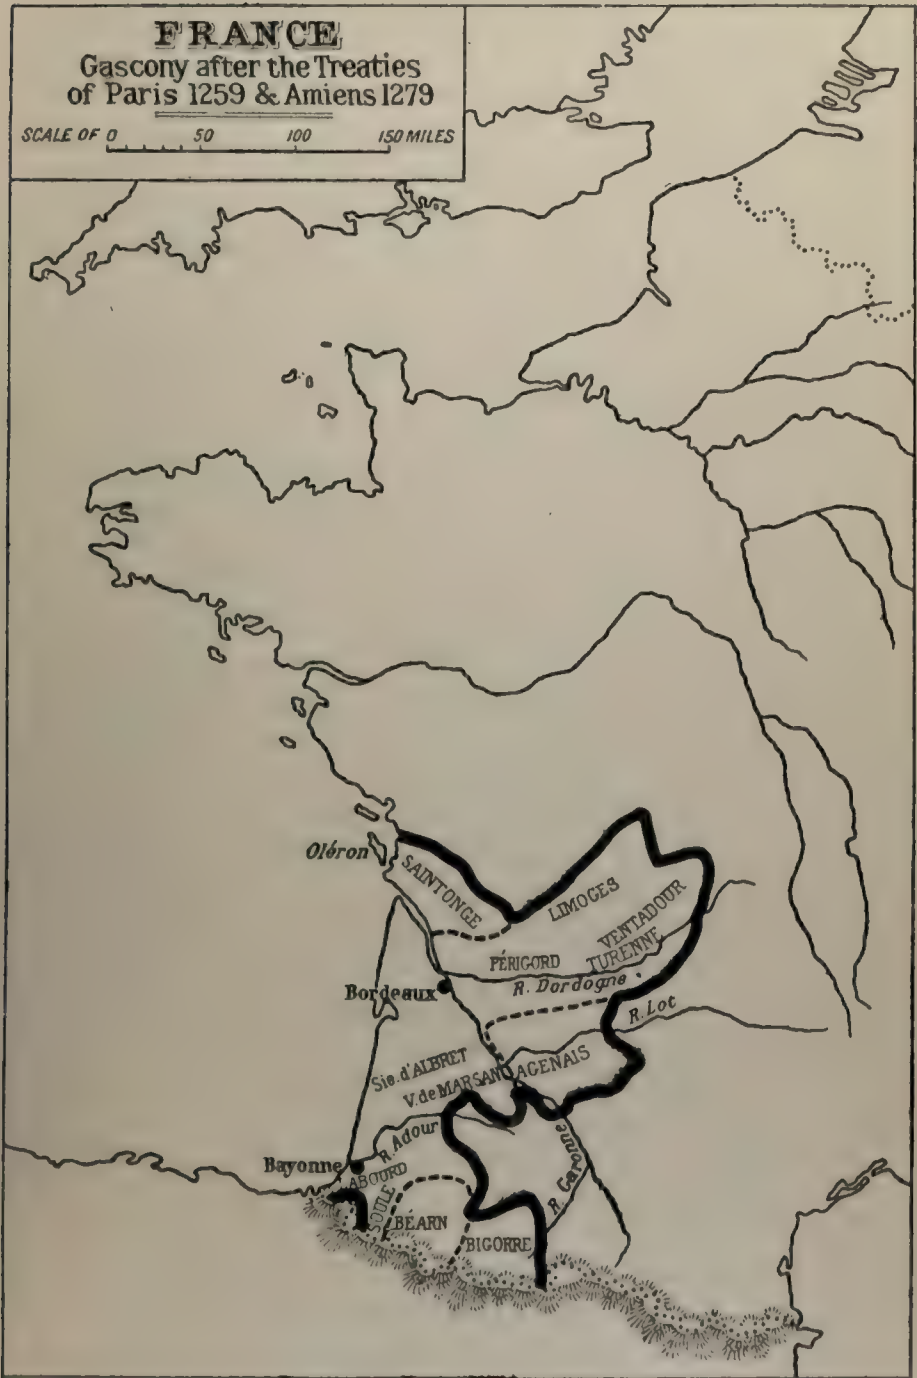 FRANCE
Gascony after the Treaties
of Paris 1259 & Amiens 1279
SCALE OF 0 50 100 150 MILES
Oléron
SAINTONGE
LIMOGES
VENTADOUR
TURENNE
PÉRIGORD
R. Dordogne
Bordeaux
R. Lot
AGENAIS
Sie. d'ALBRET
V. de MARSAN
R. Adour
R. Garonne
Bayonne
LABOURD
SOULE
BÉARN
BIGORRE